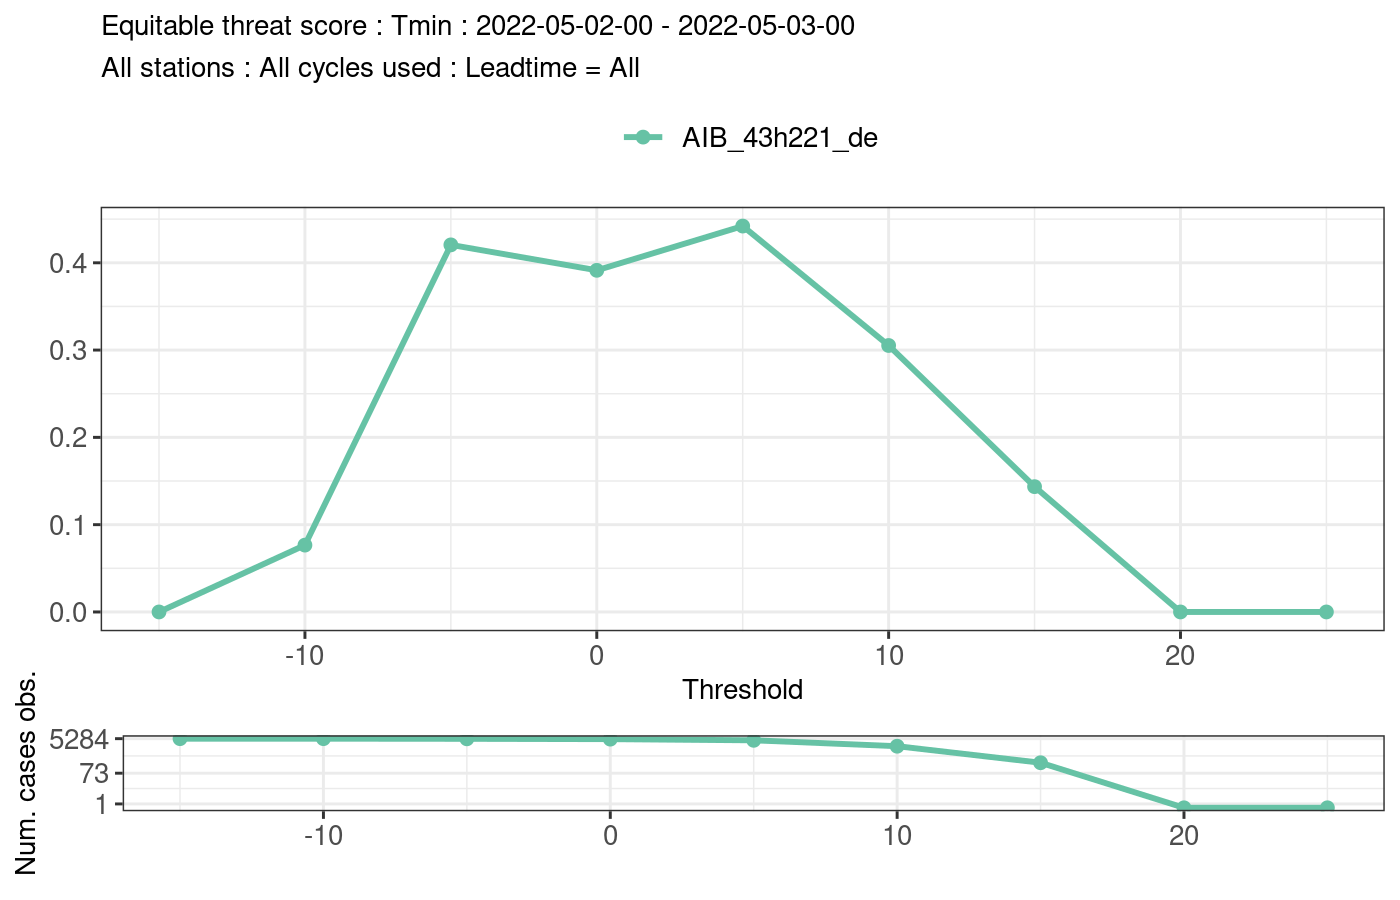 Equitable threat score : Tmin : 2022-05-02-00 - 2022-05-03-00
All stations : All cycles used : Leadtime = All
AIB_43h221_de
0.4
0.3
0.2
0.1
0.0
-10 0 10 20
Threshold
Num. cases obs.
5284
73
1
-10 0 10 20